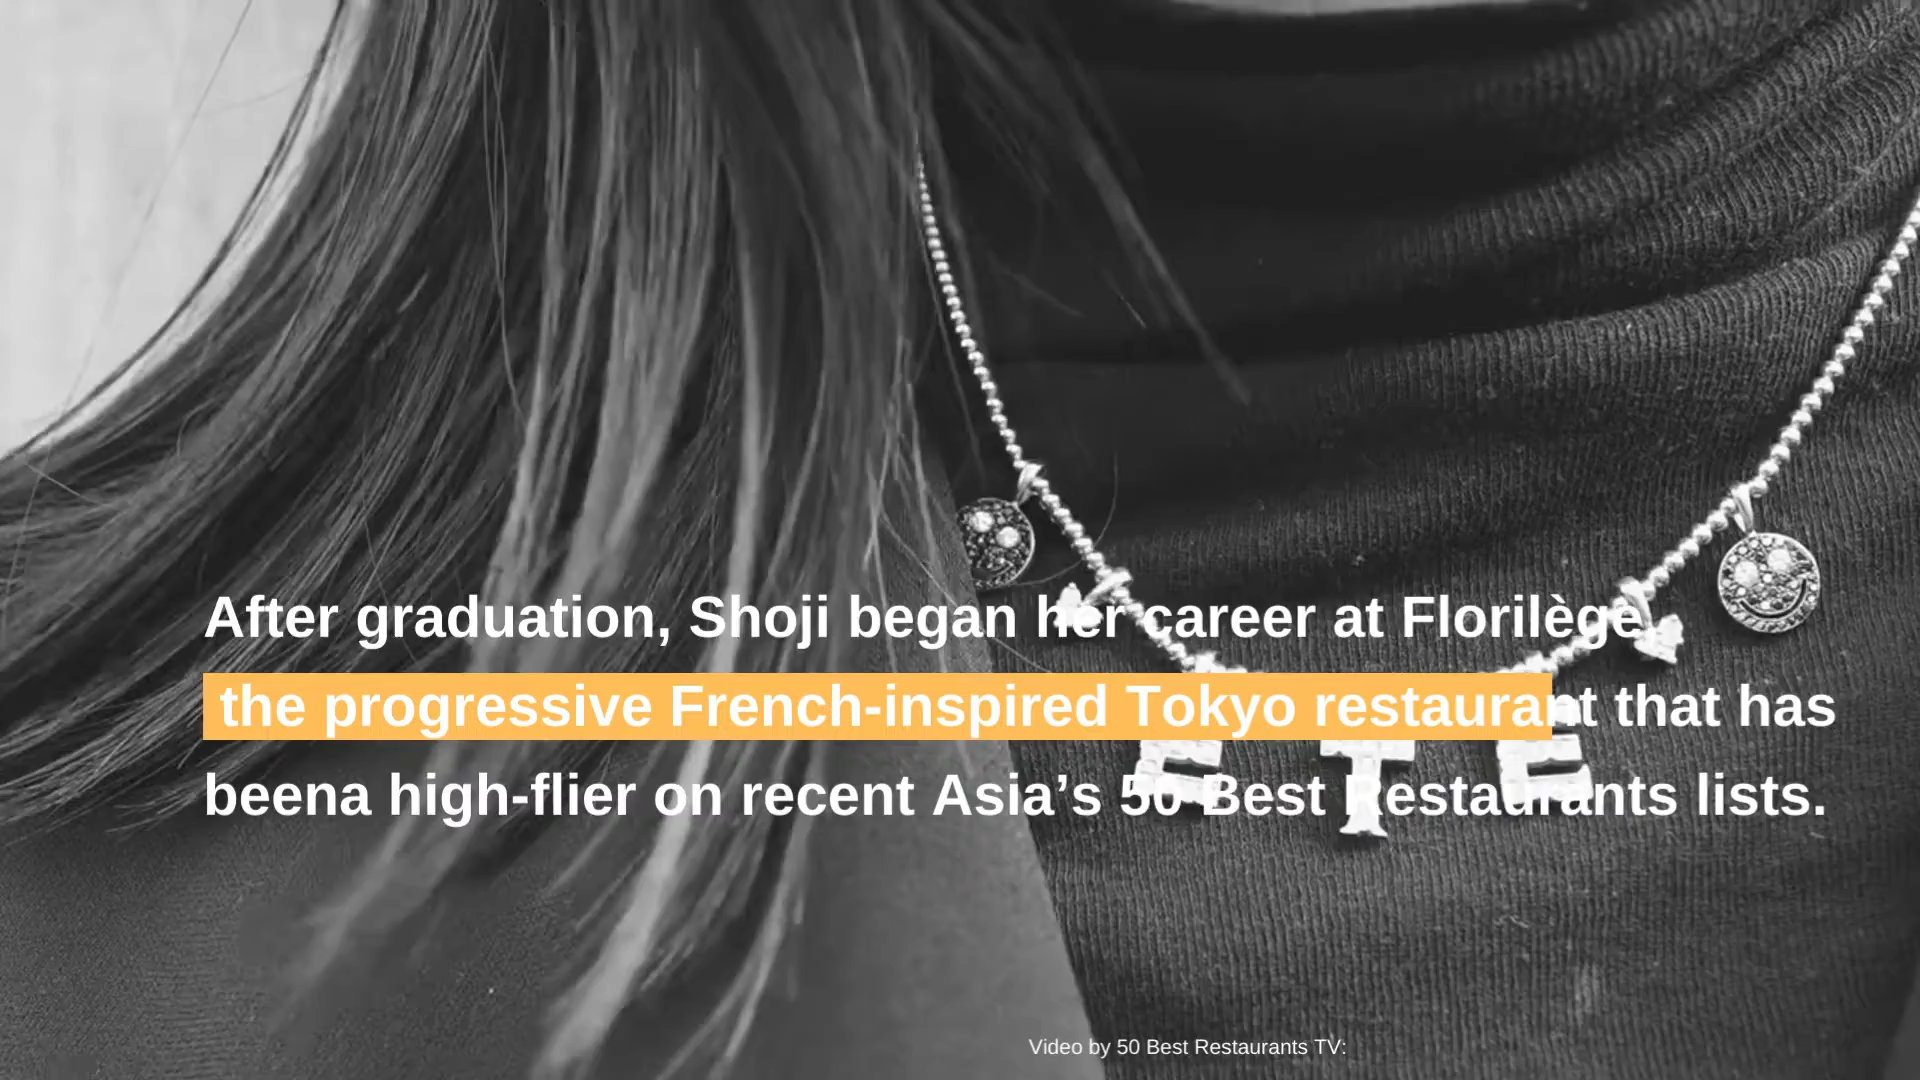 After graduation, Shoji began her career at Florilège
the progressive French-inspired Tokyo restaurant that has
beena high-flier on recent Asia’s 50 Best Restaurants lists.
ETE
Video by 50 Best Restaurants TV: